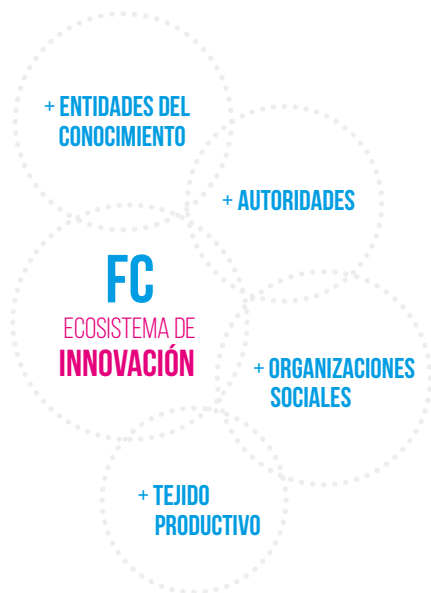 + ENTIDADES DEL
CONOCIMIENTO
+ AUTORIDADES
FC
ECOSISTEMA DE
INNOVACIÓN
+ ORGANIZACIONES
SOCIALES
+ TEJIDO
PRODUCTIVO